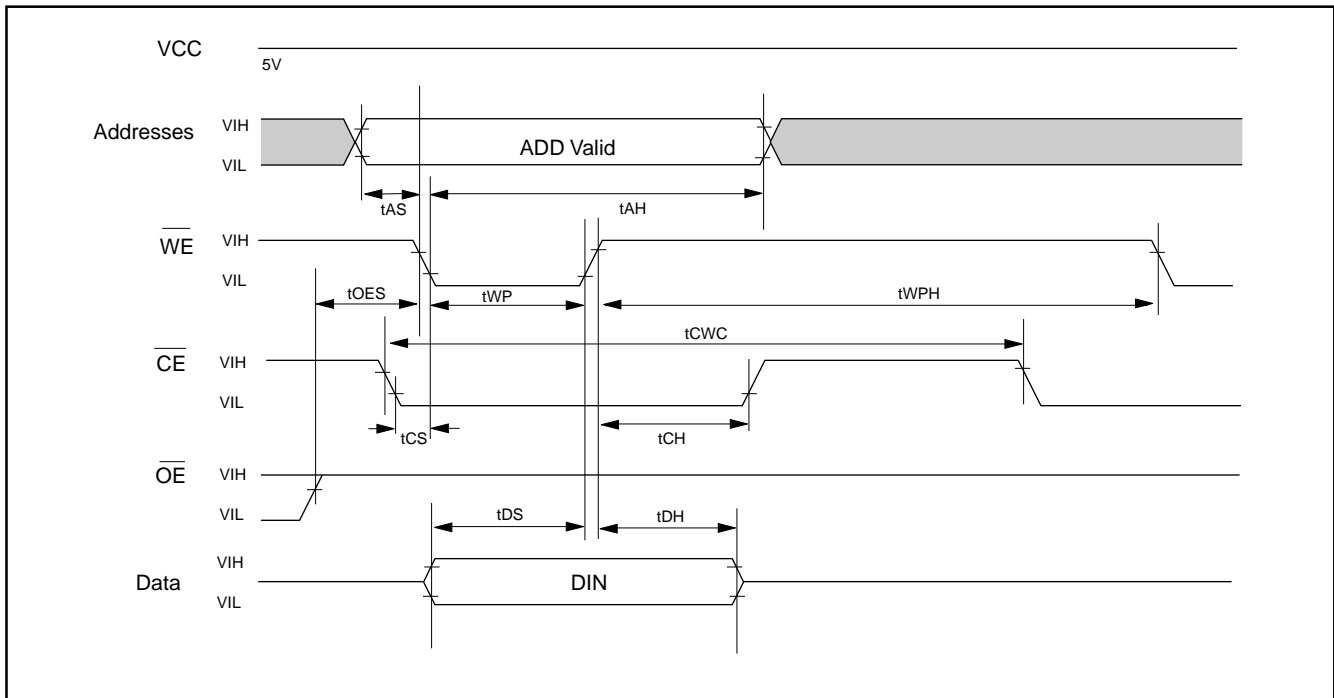 VCC
5V
Addresses
VIH
VIL
ADD Valid
tAS
tAH
WE
VIH
VIL
tOES
tWP
tWPH
tCWC
CE
VIH
VIL
tCS
tCH
OE
VIH
VIL
tDS
tDH
Data
VIH
VIL
DIN